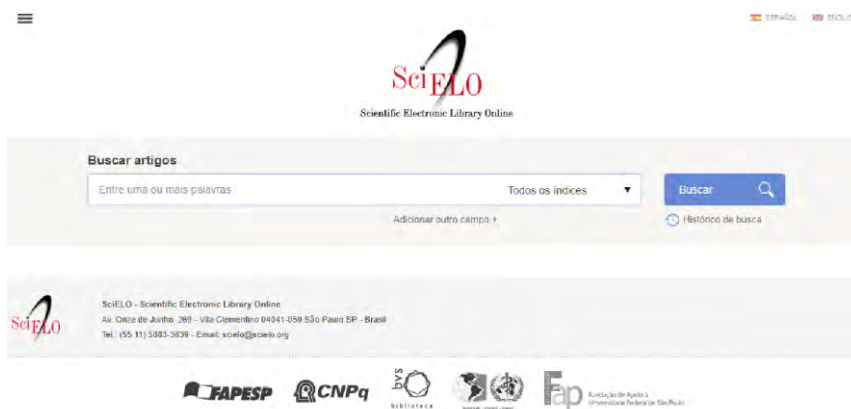 ESPAÑOL
SciELO
Scientific Electronic Library Online
Buscar artigos
Entre uma ou mais palavras
Todos os índices
Buscar
Adicionar outro campo +
Histórico de busca
SciELO
SciELO - Scientific Electronic Library Online
Av. Onze de Junho, 269 - Vila Clementino 04041-050 São Paulo SP - Brasil
Tel.: (55 11) 5083-3639 - Email: scielo@scielo.org
FAPESP
CNPq
bvs
biblioteca
Fap
Fundação de Apoio à
Universidade Federal de São Paulo